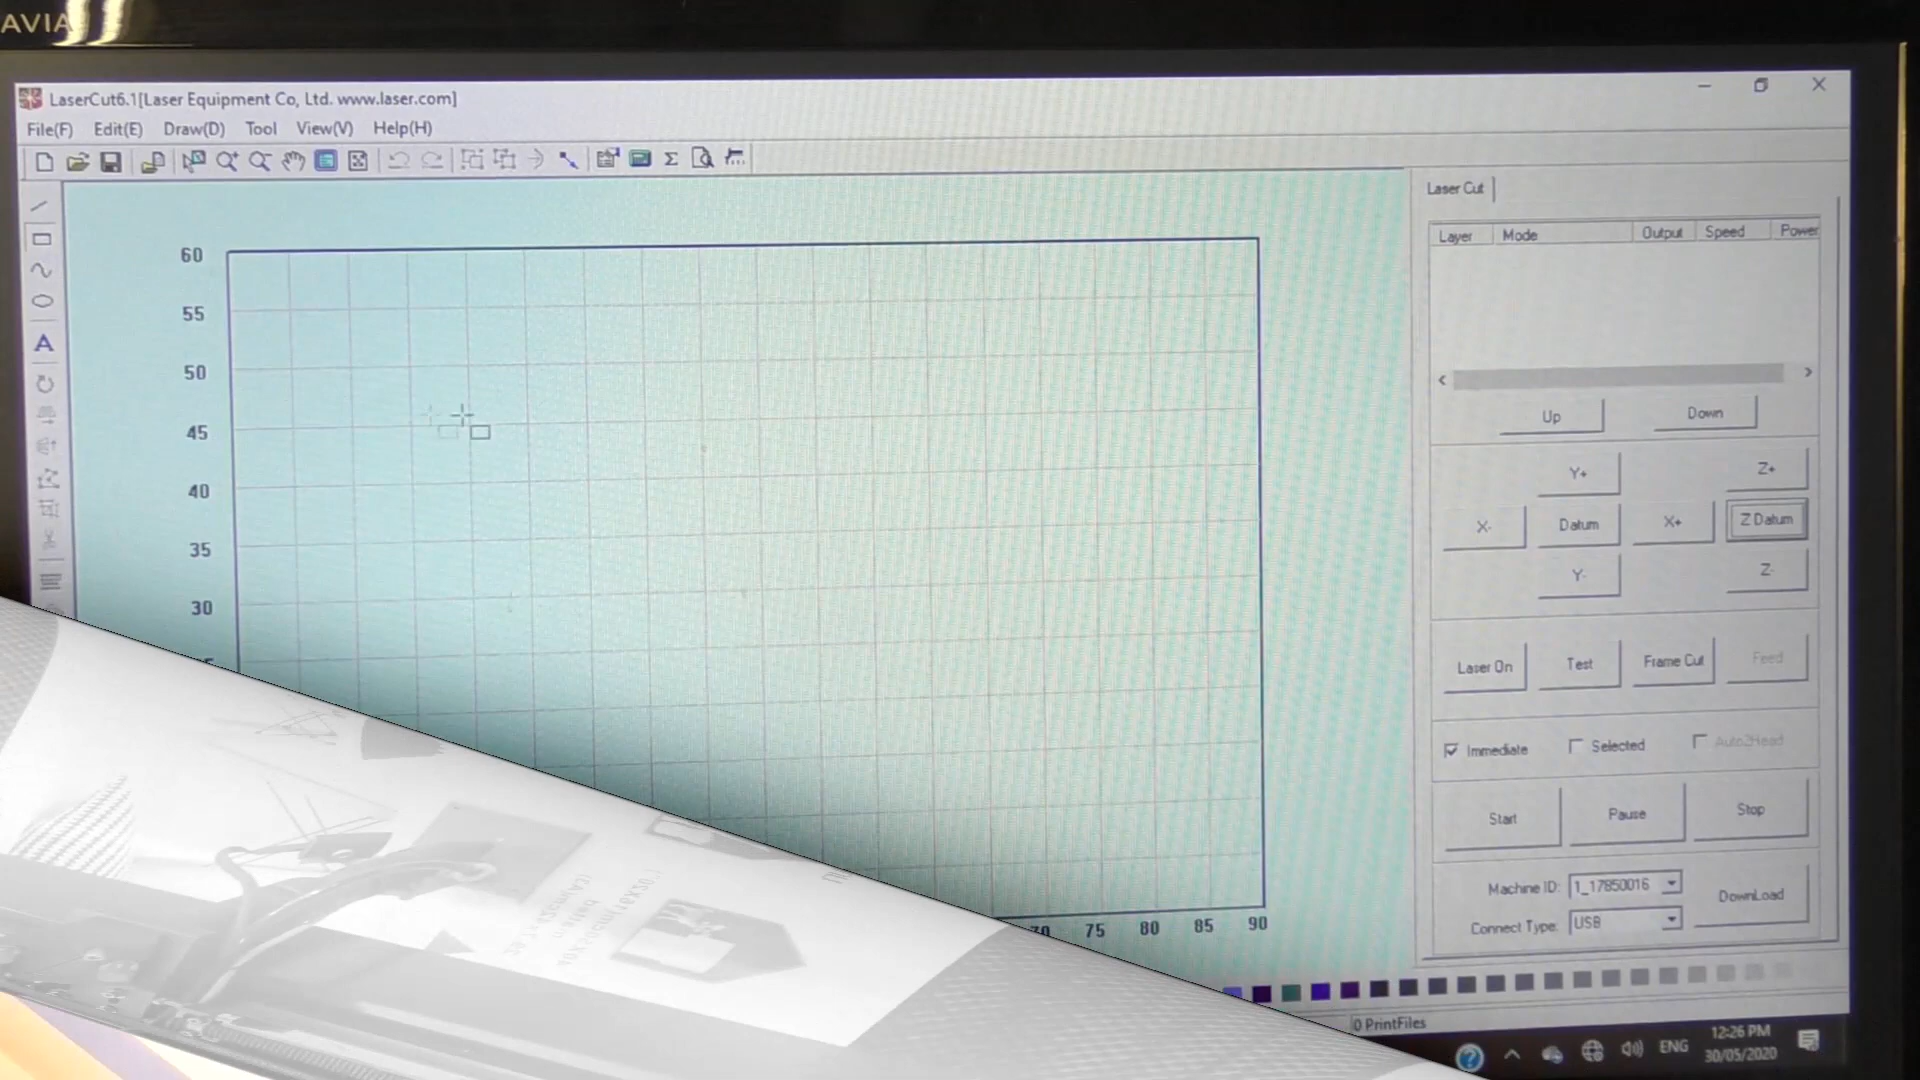 AVIA
LaserCut6.1[Laser Equipment Co, Ltd. www.laser.com]
File(F) Edit(E) Draw(D) Tool View(V) Help(H)
Laser Cut
Layer Mode Output Speed Power
60
55
50
45
40
35
30
70 75 80 85 90
Up Down
Y+ Z+
X- Datum X+ Z Datum
Y- Z-
Laser On Test Frame Cut Feed
Immediate Selected Auto2Head
Start Pause Stop
Machine ID: 1_17850016
DownLoad
Connect Type: USB
0 PrintFiles
ENG
12:26 PM
30/05/2020